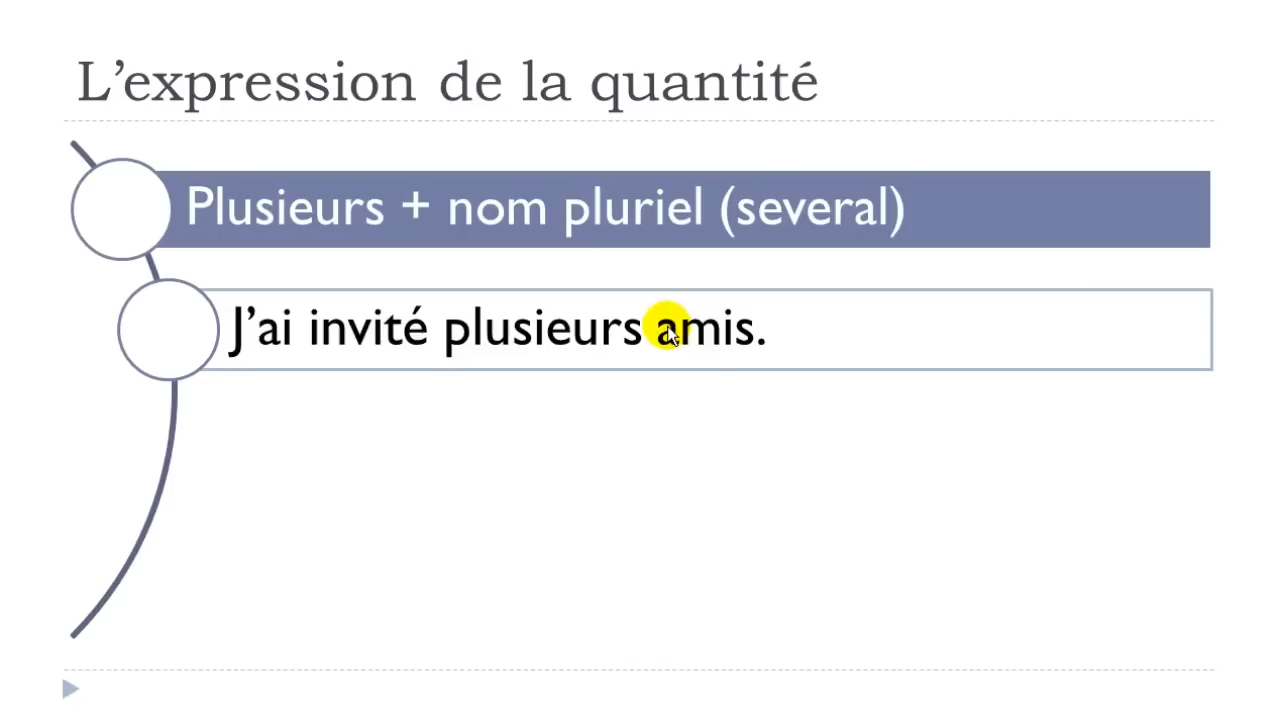 L’expression de la quantité
Plusieurs + nom pluriel (several)
J’ai invité plusieurs amis.